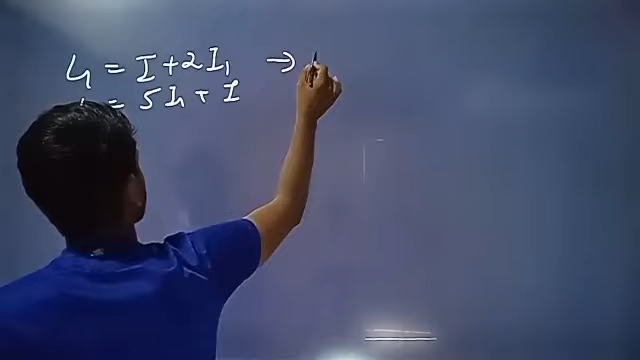 4 = I + 2I₁ →
= 5I₁ + I